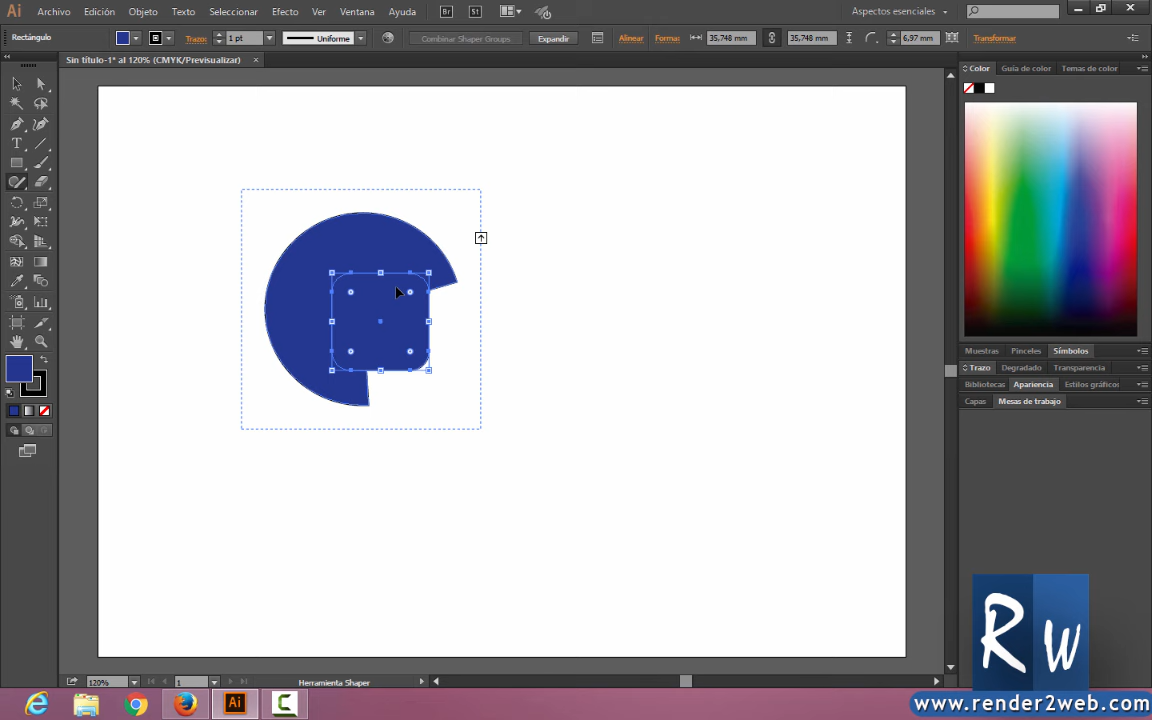 Ai Archivo Edición Objeto Texto Seleccionar Efecto Ver Ventana Ayuda Br St Aspectos esenciales
Rectángulo Trazo: 1 pt Uniforme Combinar Shaper Groups Expandir Alinear Forma: 35,748 mm 35,748 mm 6,97 mm Transformar
Sin título-1* al 120% (CMYK/Previsualizar) ×
Color Guía de color Temas de color
Muestras Pinceles Símbolos
Trazo Degradado Transparencia
Bibliotecas Apariencia Estilos gráficos
Capas Mesas de trabajo
120% 1 Herramienta Shaper
Ai C
Rw
www.render2web.com